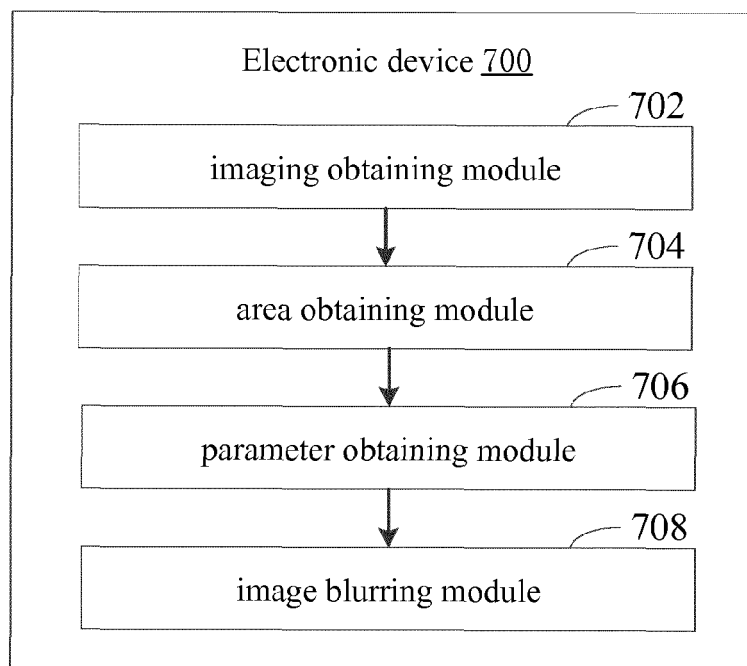 Electronic device 700
702
imaging obtaining module
704
area obtaining module
706
parameter obtaining module
708
image blurring module